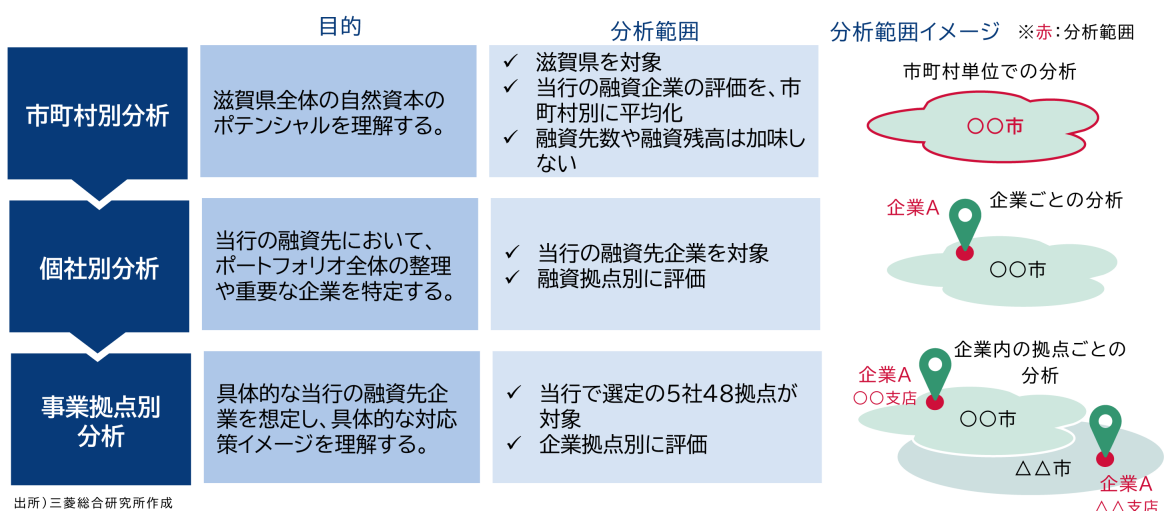 目的
分析範囲
分析範囲イメージ ※赤：分析範囲
市町村別分析
滋賀県全体の自然資本の
ポテンシャルを理解する。
✓ 滋賀県を対象
✓ 当行の融資企業の評価を、市
町村別に平均化
✓ 融資先数や融資残高は加味し
ない
市町村単位での分析
〇〇市
個社別分析
当行の融資先において、
ポートフォリオ全体の整理
や重要な企業を特定する。
✓ 当行の融資先企業を対象
✓ 融資拠点別に評価
企業ごとの分析
企業A
〇〇市
事業拠点別
分析
具体的な当行の融資先企
業を想定し、具体的な対応
策イメージを理解する。
✓ 当行で選定の5社48拠点が
対象
✓ 企業拠点別に評価
企業内の拠点ごとの
分析
企業A
〇〇支店
〇〇市
△△市
企業A
△△支店
出所）三菱総合研究所作成